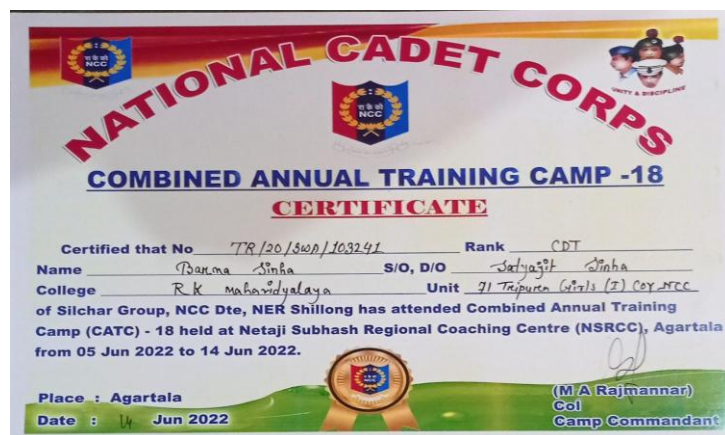 NCC
NATIONAL CADET CORPS
UNITY & DISCIPLINE
NCC
COMBINED ANNUAL TRAINING CAMP -18
CERTIFICATE
Certified that No TR/20/SWA/103241 Rank CDT
Name Barna Sinha S/O, D/O Satyajit Sinha
College R K Mahavidyalaya Unit 71 Tripura Girls (I) Coy NCC
of Silchar Group, NCC Dte, NER Shillong has attended Combined Annual Training
Camp (CATC) - 18 held at Netaji Subhash Regional Coaching Centre (NSRCC), Agartala
from 05 Jun 2022 to 14 Jun 2022.
Place : Agartala
(M A Rajmannar)
Col
Date : 14 Jun 2022
Camp Commandant